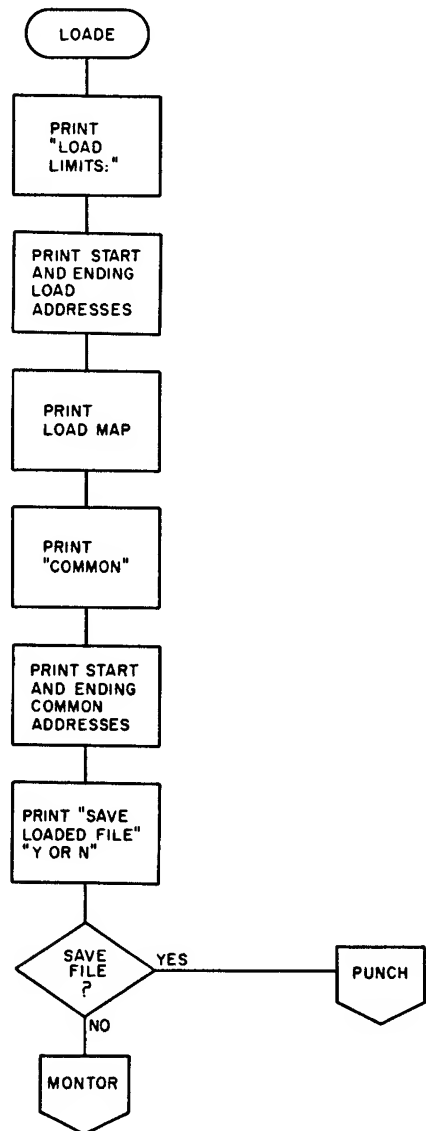 LOADE
PRINT
"LOAD
LIMITS:"
PRINT START
AND ENDING
LOAD
ADDRESSES
PRINT
LOAD MAP
PRINT
"COMMON"
PRINT START
AND ENDING
COMMON
ADDRESSES
PRINT "SAVE
LOADED FILE"
"Y OR N"
SAVE
FILE
?
YES
PUNCH
NO
MONTOR